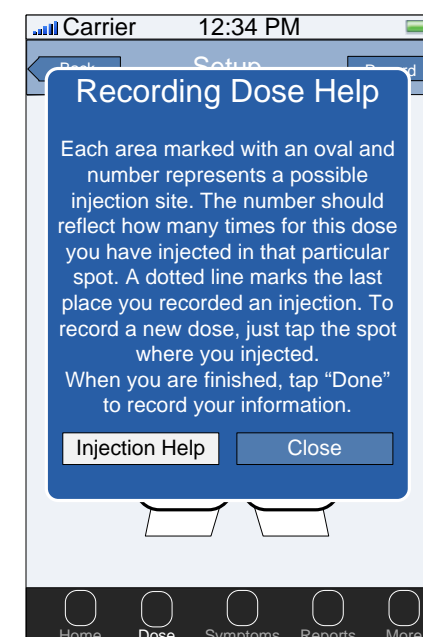 Carrier 12:34 PM
Back Setup
Recording Dose Help
Each area marked with an oval and
number represents a possible
injection site. The number should
reflect how many times for this dose
you have injected in that particular
spot. A dotted line marks the last
place you recorded an injection. To
record a new dose, just tap the spot
where you injected.
When you are finished, tap “Done”
to record your information.
Injection Help Close
Home Dose Symptoms Reports More